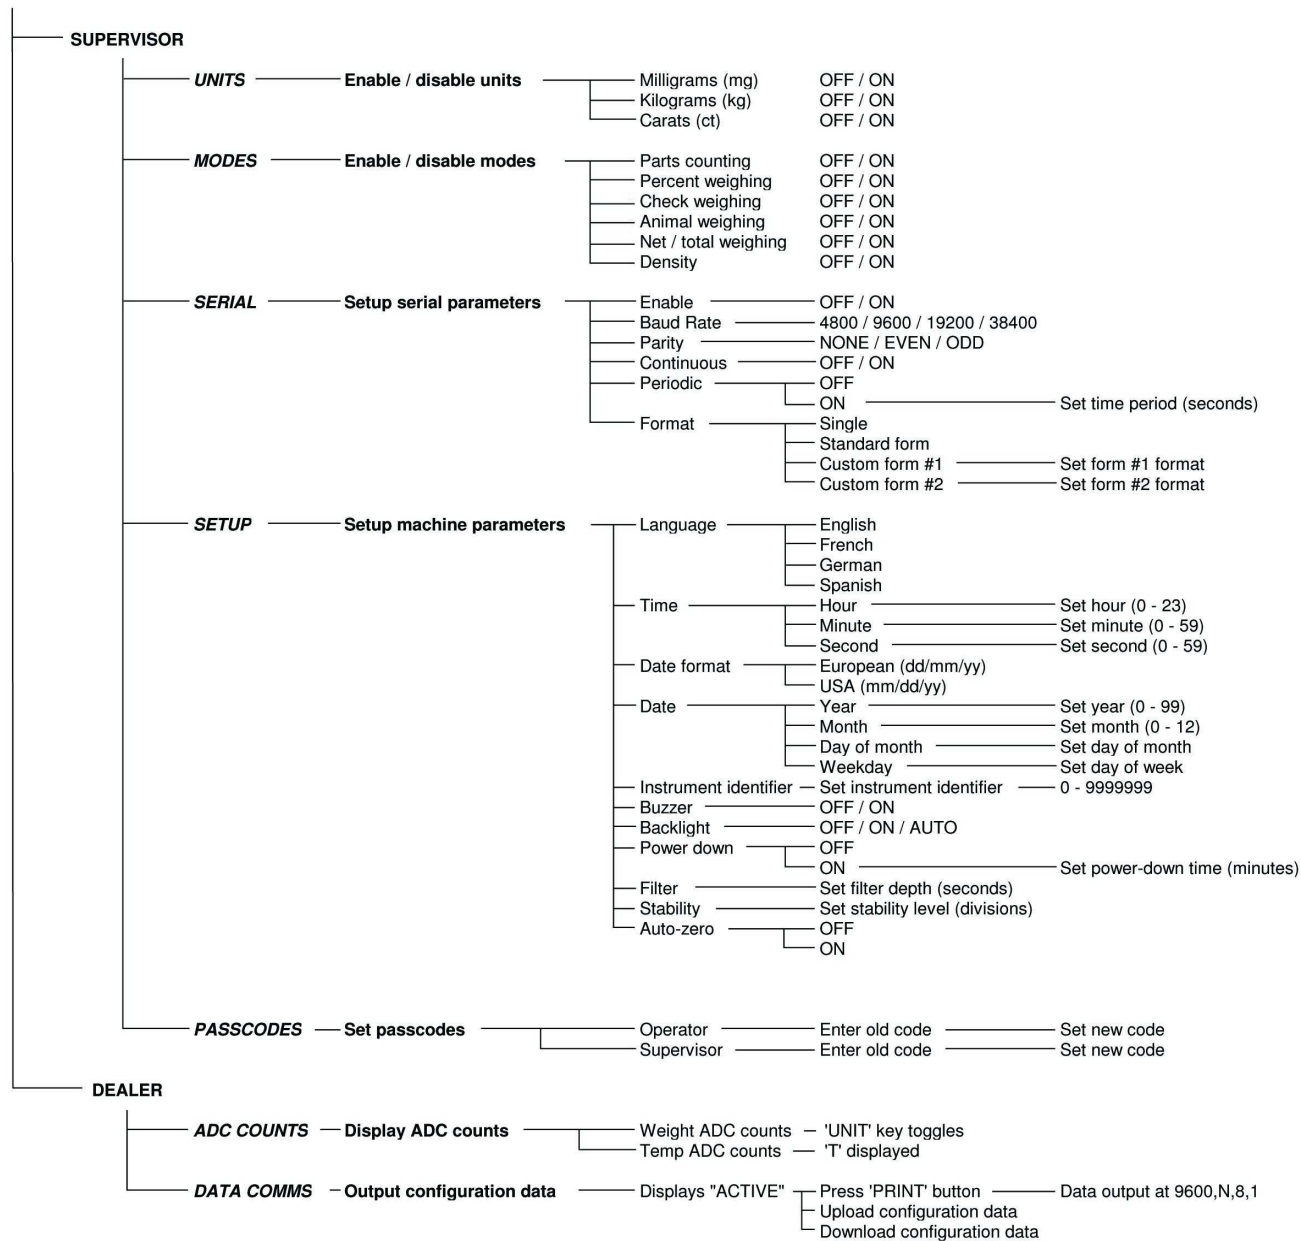 SUPERVISOR
UNITS Enable / disable units Milligrams (mg) OFF / ON
Kilograms (kg) OFF / ON
Carats (ct) OFF / ON
MODES Enable / disable modes Parts counting OFF / ON
Percent weighing OFF / ON
Check weighing OFF / ON
Animal weighing OFF / ON
Net / total weighing OFF / ON
Density OFF / ON
SERIAL Setup serial parameters Enable OFF / ON
Baud Rate 4800 / 9600 / 19200 / 38400
Parity NONE / EVEN / ODD
Continuous OFF / ON
Periodic OFF
ON Set time period (seconds)
Format Single
Standard form
Custom form #1 Set form #1 format
Custom form #2 Set form #2 format
SETUP Setup machine parameters Language English
French
German
Spanish
Time Hour Set hour (0 - 23)
Minute Set minute (0 - 59)
Second Set second (0 - 59)
Date format European (dd/mm/yy)
USA (mm/dd/yy)
Date Year Set year (0 - 99)
Month Set month (0 - 12)
Day of month Set day of month
Weekday Set day of week
Instrument identifier Set instrument identifier 0 - 9999999
Buzzer OFF / ON
Backlight OFF / ON / AUTO
Power down OFF
ON Set power-down time (minutes)
Filter Set filter depth (seconds)
Stability Set stability level (divisions)
Auto-zero OFF
ON
PASSCODES Set passcodes Operator Enter old code Set new code
Supervisor Enter old code Set new code
DEALER
ADC COUNTS Display ADC counts Weight ADC counts 'UNIT' key toggles
Temp ADC counts 'T' displayed
DATA COMMS Output configuration data Displays "ACTIVE" Press 'PRINT' button Data output at 9600,N,8,1
Upload configuration data
Download configuration data